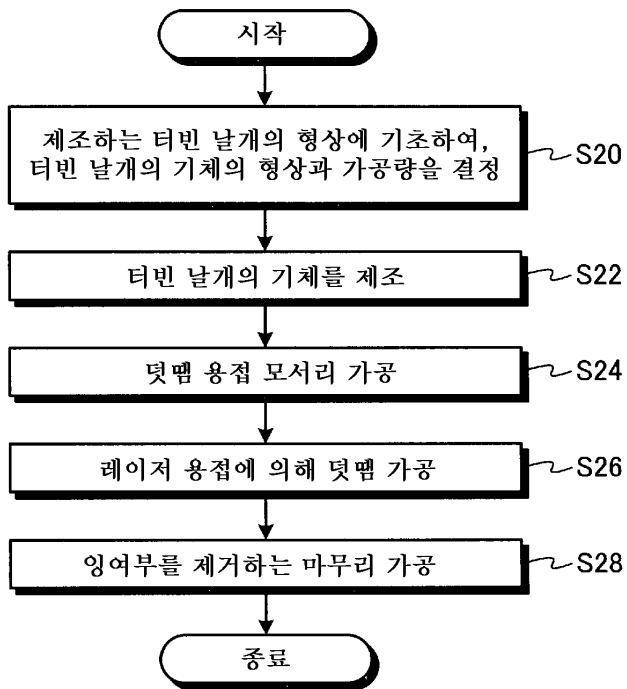 시작
제조하는 터빈 날개의 형상에 기초하여,
터빈 날개의 기체의 형상과 가공량을 결정
S20
터빈 날개의 기체를 제조
S22
덧땜 용접 모서리 가공
S24
레이저 용접에 의해 덧땜 가공
S26
잉여부를 제거하는 마무리 가공
S28
종료